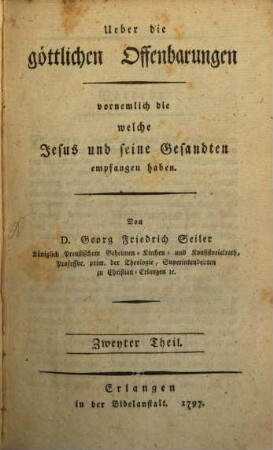 Ueber die
göttlichen Offenbarungen
vornemlich die
welche
Jesus und seine Gesandten
empfangen haben.
Von
D. Georg Friedrich Seiler
Königlich Preußischem Geheimen-Kirchen- und Konsistorialrath,
Professor. prim. der Theologie, Superintendenten
zu Christian-Erlangen ꝛc.
Zweyter Theil.
Erlangen
in der Bibelanstalt. 1797.